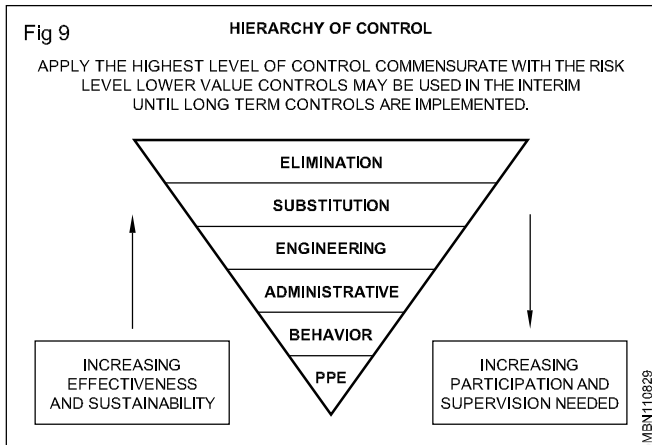 Fig 9
HIERARCHY OF CONTROL
APPLY THE HIGHEST LEVEL OF CONTROL COMMENSURATE WITH THE RISK
LEVEL LOWER VALUE CONTROLS MAY BE USED IN THE INTERIM
UNTIL LONG TERM CONTROLS ARE IMPLEMENTED.
ELIMINATION
SUBSTITUTION
ENGINEERING
ADMINISTRATIVE
BEHAVIOR
PPE
INCREASING
EFFECTIVENESS
AND SUSTAINABILITY
INCREASING
PARTICIPATION AND
SUPERVISION NEEDED
MBN110829